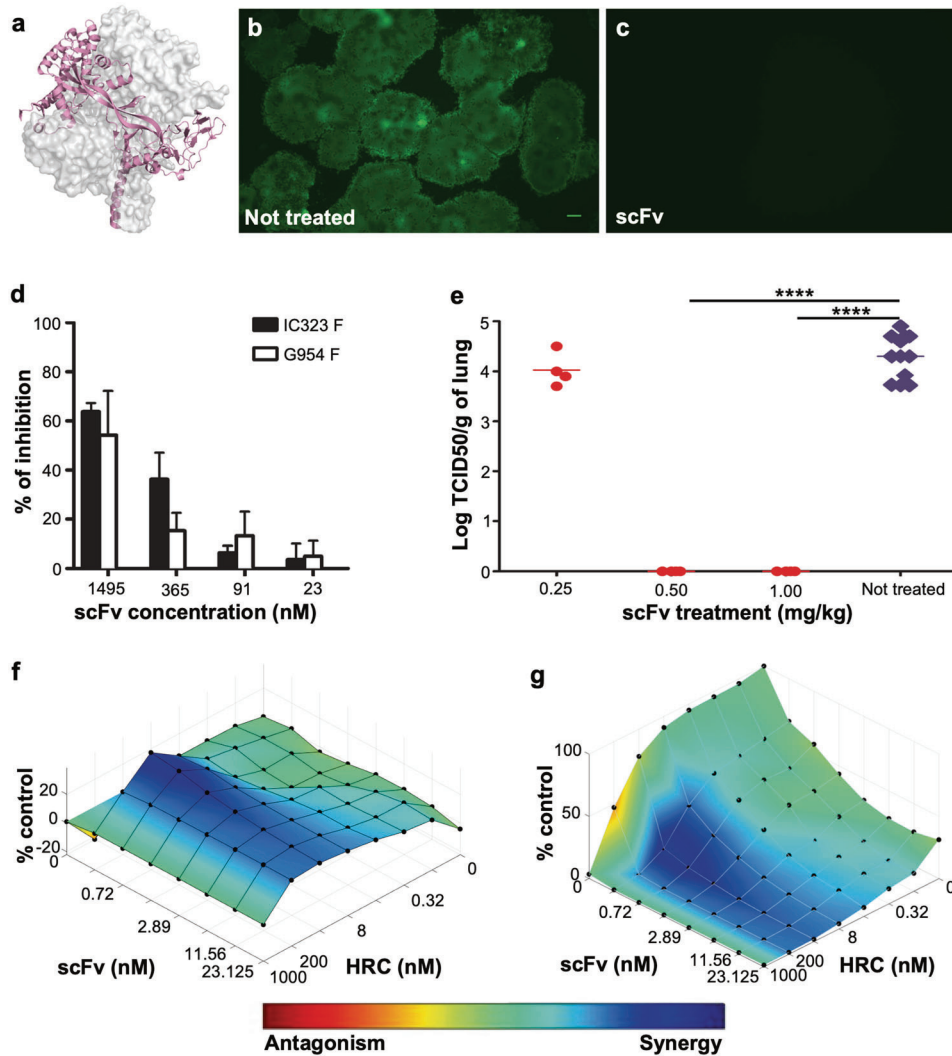 a
b
c
Not treated
scFv
d
e
% of inhibition
100
80
60
40
20
0
IC323 F
G954 F
1495 365 91 23
scFv concentration (nM)
****
****
Log TCID50/g of lung
5
4
3
2
1
0
0.25 0.50 1.00 Not treated
scFv treatment (mg/kg)
f
% control
20
0
-20
0
0.72
2.89
11.56
23.125
scFv (nM)
1000
200
8
0.32
0
HRC (nM)
g
% control
100
50
0
0
0.72
2.89
11.56
23.125
scFv (nM)
1000
200
8
0.32
0
HRC (nM)
Antagonism Synergy